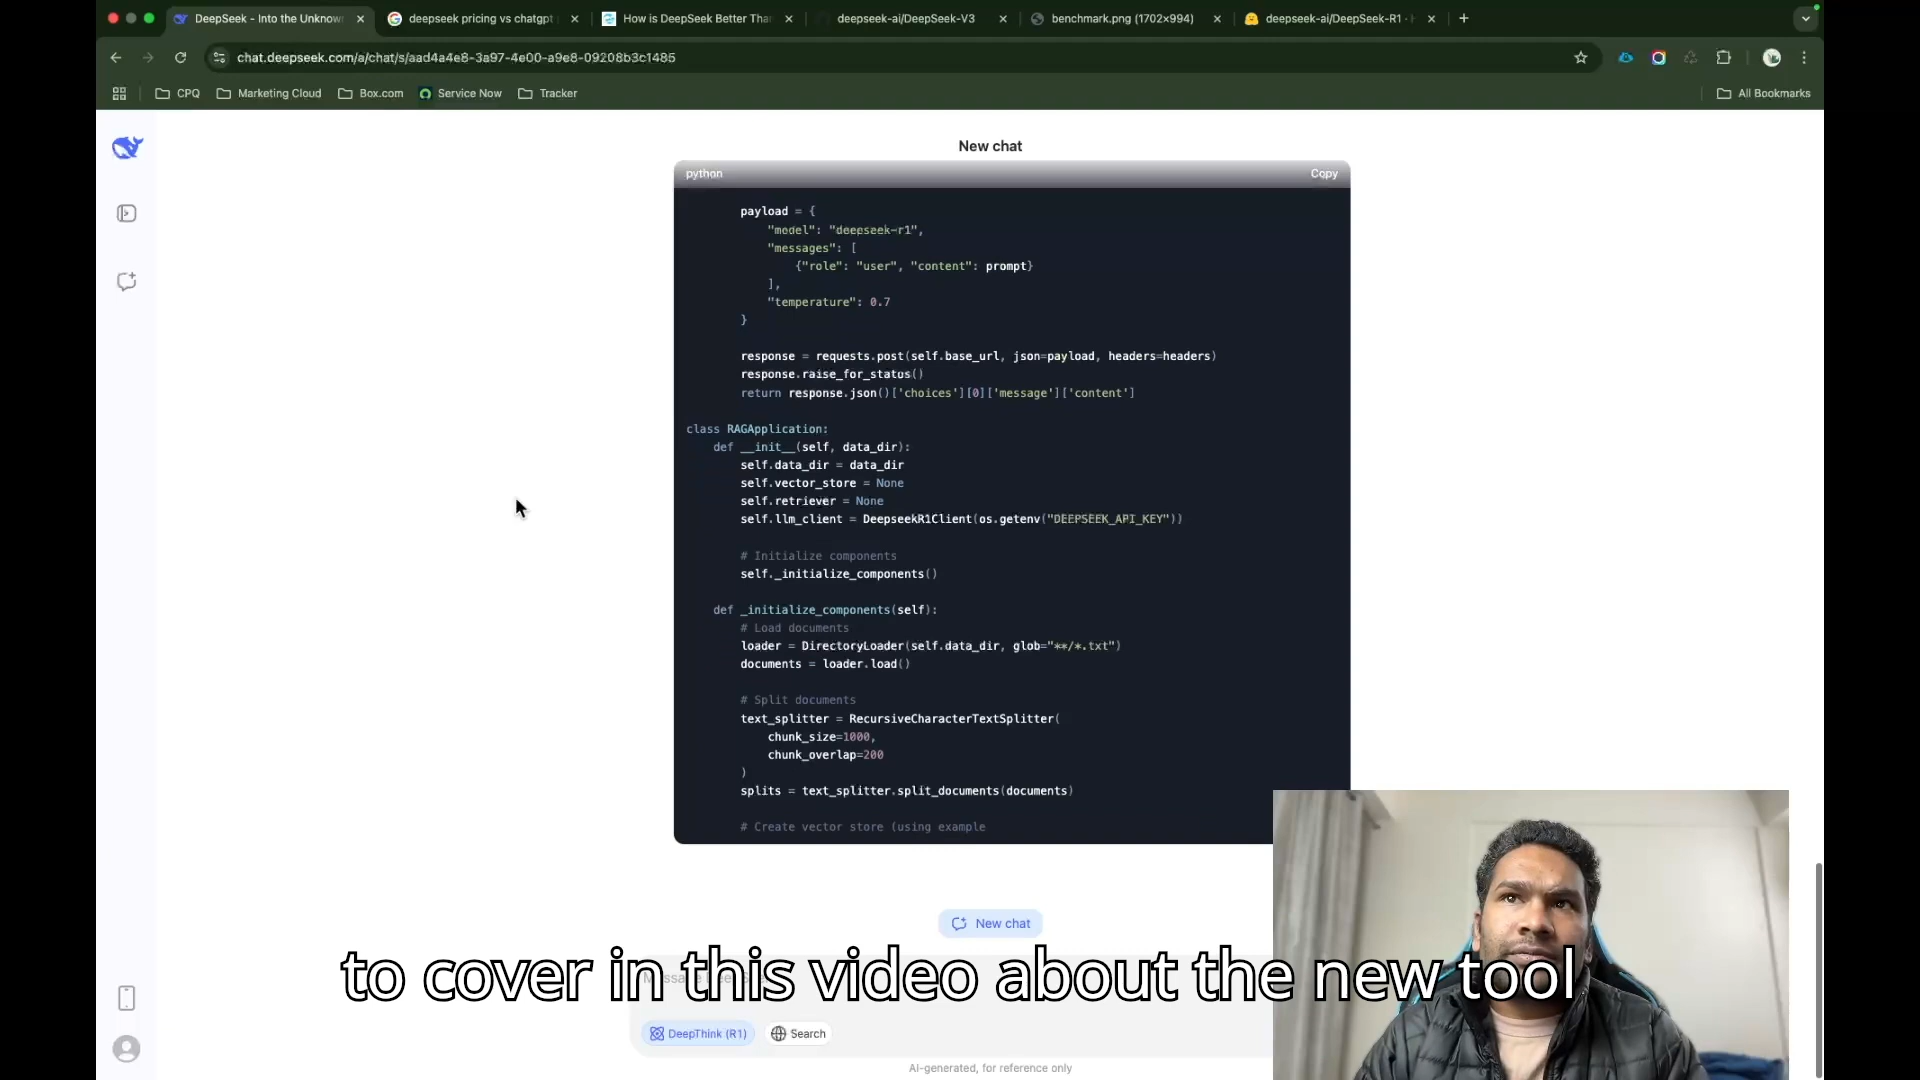 DeepSeek - Into the Unknown
deepseek pricing vs chatgpt
How is DeepSeek Better Than
deepseek-ai/DeepSeek-V3
benchmark.png (1702×994)
deepseek-ai/DeepSeek-R1 ·
chat.deepseek.com/a/chat/s/aad4a4e8-3a97-4e00-a9e8-09208b3c1485
CPQ
Marketing Cloud
Box.com
Service Now
Tracker
All Bookmarks
New chat
python
Copy
payload = {
"model": "deepseek-r1",
"messages": [
{"role": "user", "content": prompt}
],
"temperature": 0.7
}
response = requests.post(self.base_url, json=payload, headers=headers)
response.raise_for_status()
return response.json()['choices'][0]['message']['content']
class RAGApplication:
def __init__(self, data_dir):
self.data_dir = data_dir
self.vector_store = None
self.retriever = None
self.llm_client = DeepseekR1Client(os.getenv("DEEPSEEK_API_KEY"))
# Initialize components
self._initialize_components()
def _initialize_components(self):
# Load documents
loader = DirectoryLoader(self.data_dir, glob="**/*.txt")
documents = loader.load()
# Split documents
text_splitter = RecursiveCharacterTextSplitter(
chunk_size=1000,
chunk_overlap=200
)
splits = text_splitter.split_documents(documents)
# Create vector store (using example
New chat
to cover in this video about the new tool
DeepThink (R1)
Search
AI-generated, for reference only